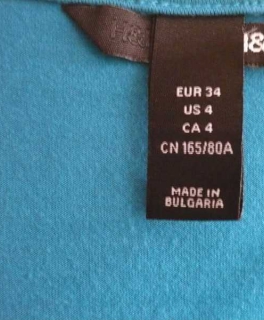 &
EUR 34
US 4
CA 4
CN 165/80A
MADE IN
BULGARIA